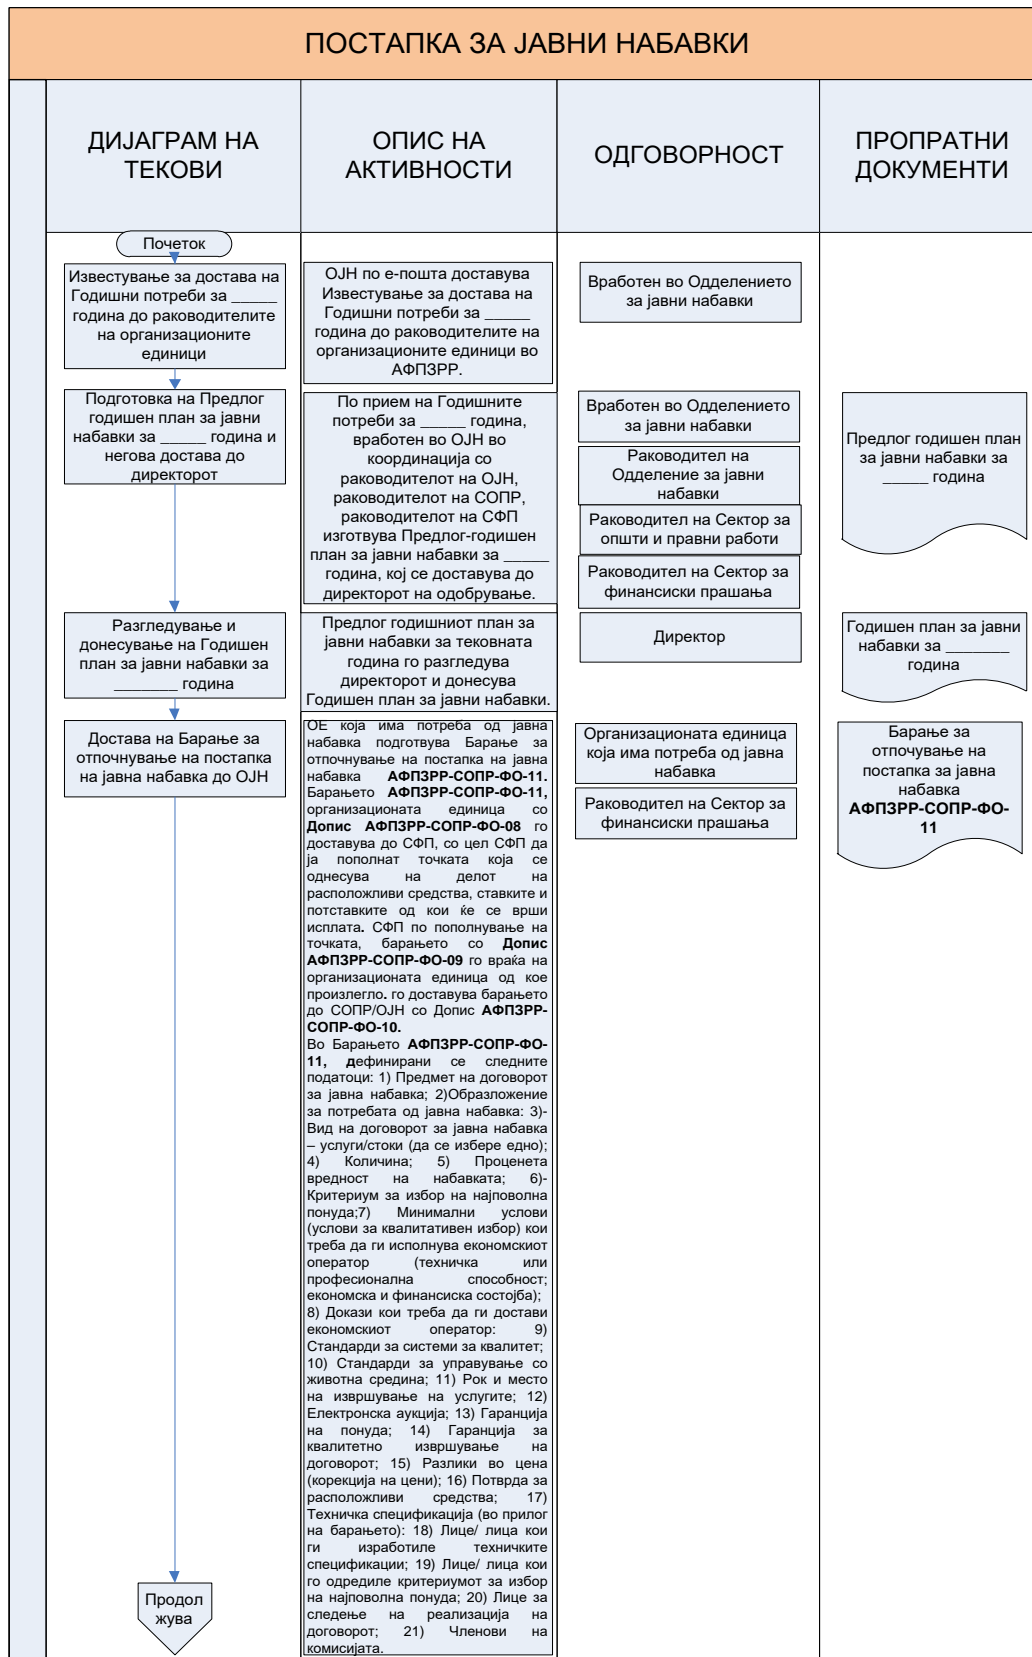 ПОСТАПКА ЗА ЈАВНИ НАБАВКИ
ДИЈАГРАМ НА
ТЕКОВИ
ОПИС НА
АКТИВНОСТИ
ОДГОВОРНОСТ
ПРОПРАТНИ
ДОКУМЕНТИ
Почеток
Известување за достава на
Годишни потреби за _____
година до раководителите
на организационите
единици
ОЈН по е-пошта доставува
Известување за достава на
Годишни потреби за _____
година до раководителите на
организационите единици во
АФПЗРР.
Вработен во Одделението
за јавни набавки
Подготовка на Предлог
годишен план за јавни
набавки за _____ година и
негова достава до
директорот
По прием на Годишните
потреби за _____ година,
вработен во ОЈН во
координација со
раководителот на ОЈН,
раководителот на СОПР,
раководителот на СФП
изготвува Предлог-годишен
план за јавни набавки за _____
година, кој се доставува до
директорот на одобрување.
Вработен во Одделението
за јавни набавки
Раководител на
Одделение за јавни
набавки
Раководител на Сектор за
општи и правни работи
Раководител на Сектор за
финансиски прашања
Предлог годишен план
за јавни набавки за
_____ година
Разгледување и
донесување на Годишен
план за јавни набавки за
_______ година
Предлог годишниот план за
јавни набавки за тековната
година го разгледува
директорот и донесува
Годишен план за јавни набавки.
Директор
Годишен план за јавни
набавки за _______
година
Достава на Барање за
отпочнување на постапка
на јавна набавка до ОЈН
ОЕ која има потреба од јавна
набавка подготвува Барање за
отпочнување на постапка на јавна
набавка АФПЗРР-СОПР-ФО-11.
Барањето АФПЗРР-СОПР-ФО-11,
организационата единица со
Допис АФПЗРР-СОПР-ФО-08 го
доставува до СФП, со цел СФП да
ја пополнат точката која се
однесува на делот на
расположливи средства, ставките и
потставките од кои ќе се врши
исплата. СФП по пополнување на
точката, барањето со Допис
АФПЗРР-СОПР-ФО-09 го враќа на
организационата единица од кое
произлегло. го доставува барањето
до СОПР/ОЈН со Допис АФПЗРР-
СОПР-ФО-10.
Во Барањето АФПЗРР-СОПР-ФО-
11, дефинирани се следните
податоци: 1) Предмет на договорот
за јавна набавка; 2)Образложение
за потребата од јавна набавка: 3)-
Вид на договорот за јавна набавка
– услуги/стоки (да се избере едно);
4) Количина; 5) Проценета
вредност на набавката; 6)-
Критериум за избор на најповолна
понуда;7) Минимални услови
(услови за квалитативен избор) кои
треба да ги исполнува економскиот
оператор (техничка или
професионална способност;
економска и финансиска состојба);
8) Докази кои треба да ги достави
економскиот оператор: 9)
Стандарди за системи за квалитет;
10) Стандарди за управување со
животна средина; 11) Рок и место
на извршување на услугите; 12)
Електронска аукција; 13) Гаранција
на понуда; 14) Гаранција за
квалитетно извршување на
договорот; 15) Разлики во цена
(корекција на цени); 16) Потврда за
расположливи средства; 17)
Техничка спецификација (во прилог
на барањето): 18) Лице/ лица кои
ги изработиле техничките
спецификации; 19) Лице/ лица кои
го одредиле критериумот за избор
на најповолна понуда; 20) Лице за
следење на реализација на
договорот; 21) Членови на
комисијата.
Организационата единица
која има потреба од јавна
набавка
Раководител на Сектор за
финансиски прашања
Барање за
отпочување на
постапка за јавна
набавка
АФПЗРР-СОПР-ФО-
11
Продол
жува